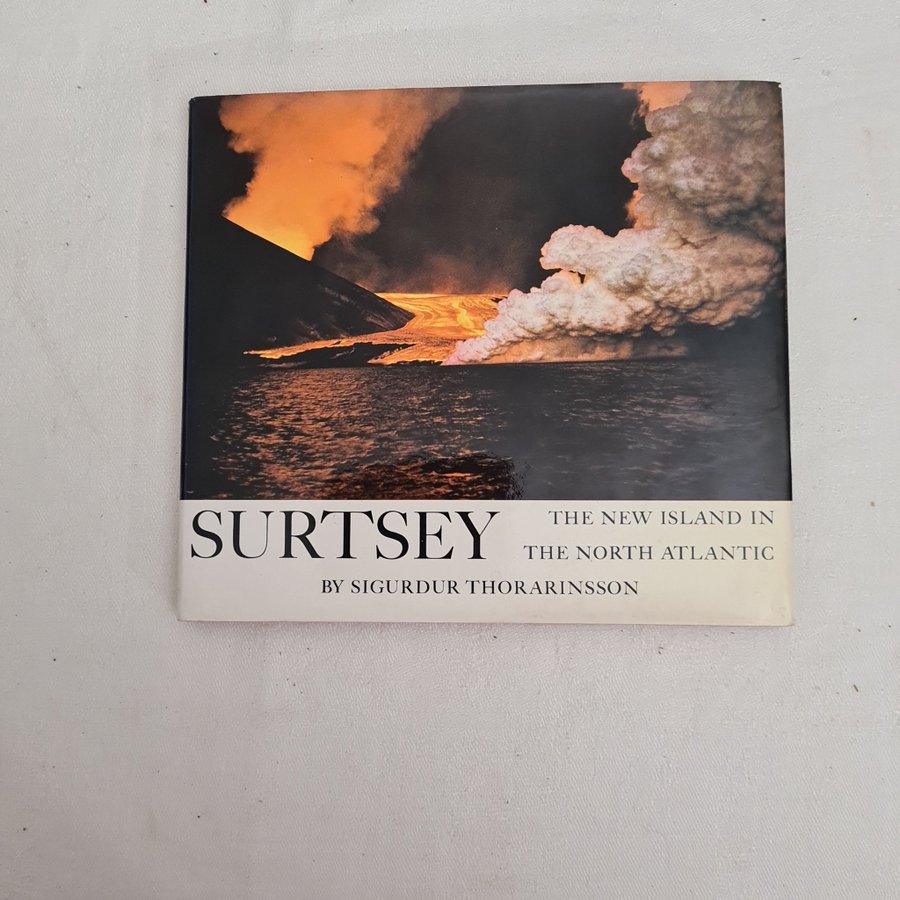 SURTSEY
THE NEW ISLAND IN
THE NORTH ATLANTIC
BY SIGURDUR THORARINSSON